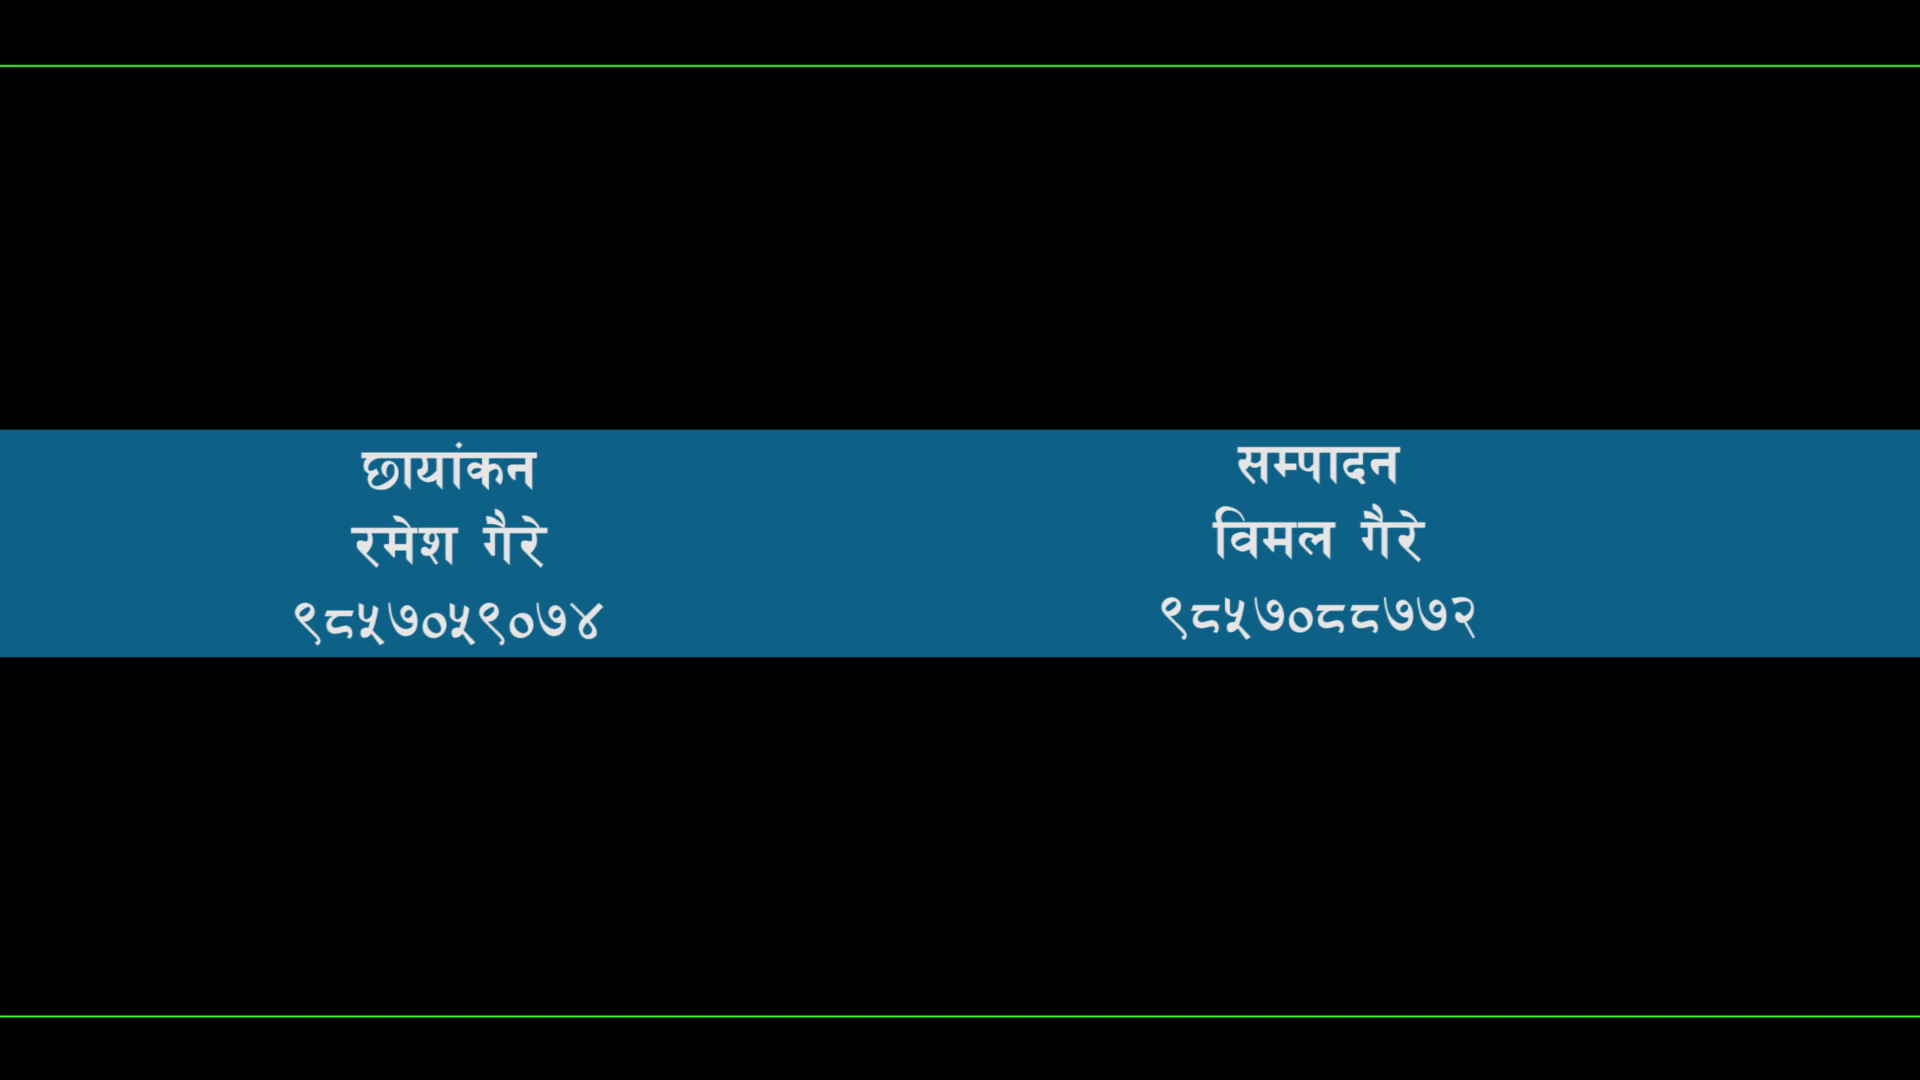 छायांकन
रमेश गैरे
९८५७०५९०७४
सम्पादन
विमल गैरे
९८५७०८८७७२